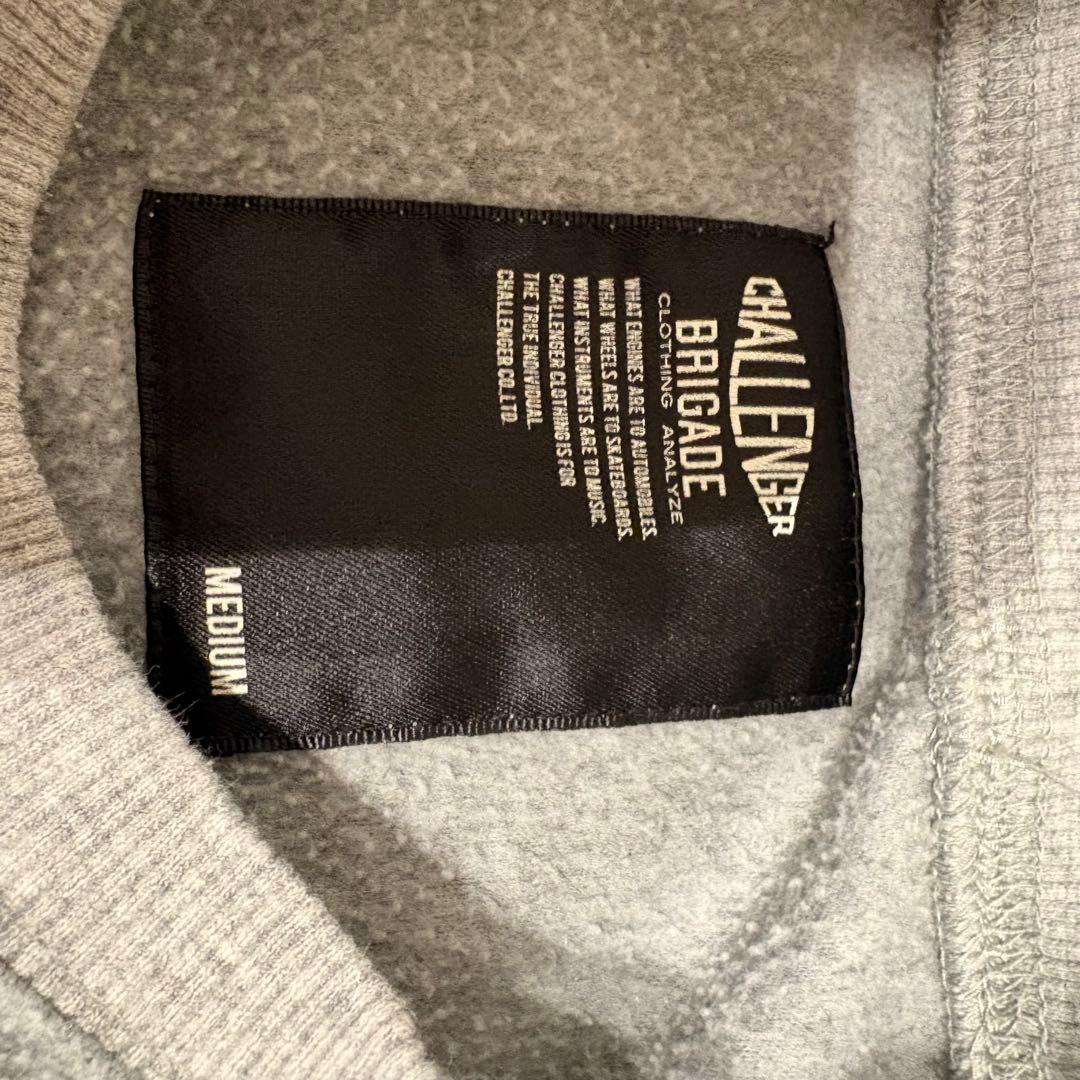 CHALLENGER
BRIGADE
CLOTHING ANALYZE
WHAT ENGINES ARE TO AUTOMOBILES.
WHAT WHEELS ARE TO SKATEBOARDS.
WHAT INSTRUMENTS ARE TO MUSIC.
CHALLENGER CLOTHING IS FOR
THE TRUE INDIVIDUAL.
CHALLENGER CO.LTD.
MEDIUM